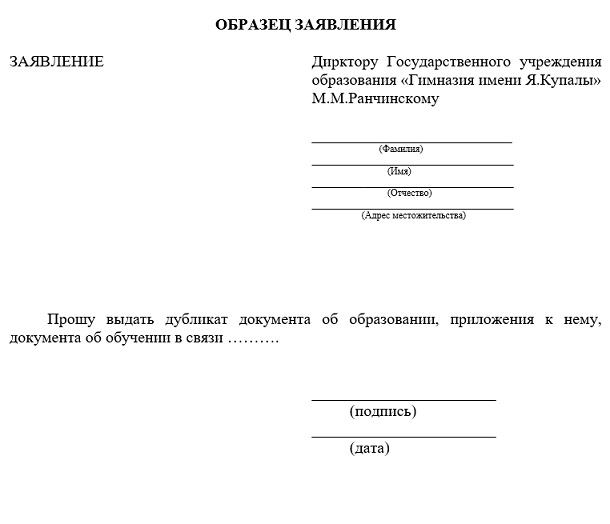 ОБРАЗЕЦ ЗАЯВЛЕНИЯ
ЗАЯВЛЕНИЕ
Дирктору Государственного учреждения
образования «Гимназия имени Я.Купалы»
М.М.Ранчинскому
(Фамилия)
(Имя)
(Отчество)
(Адрес местожительства)
Прошу выдать дубликат документа об образовании, приложения к нему,
документа об обучении в связи ……….
(подпись)
(дата)